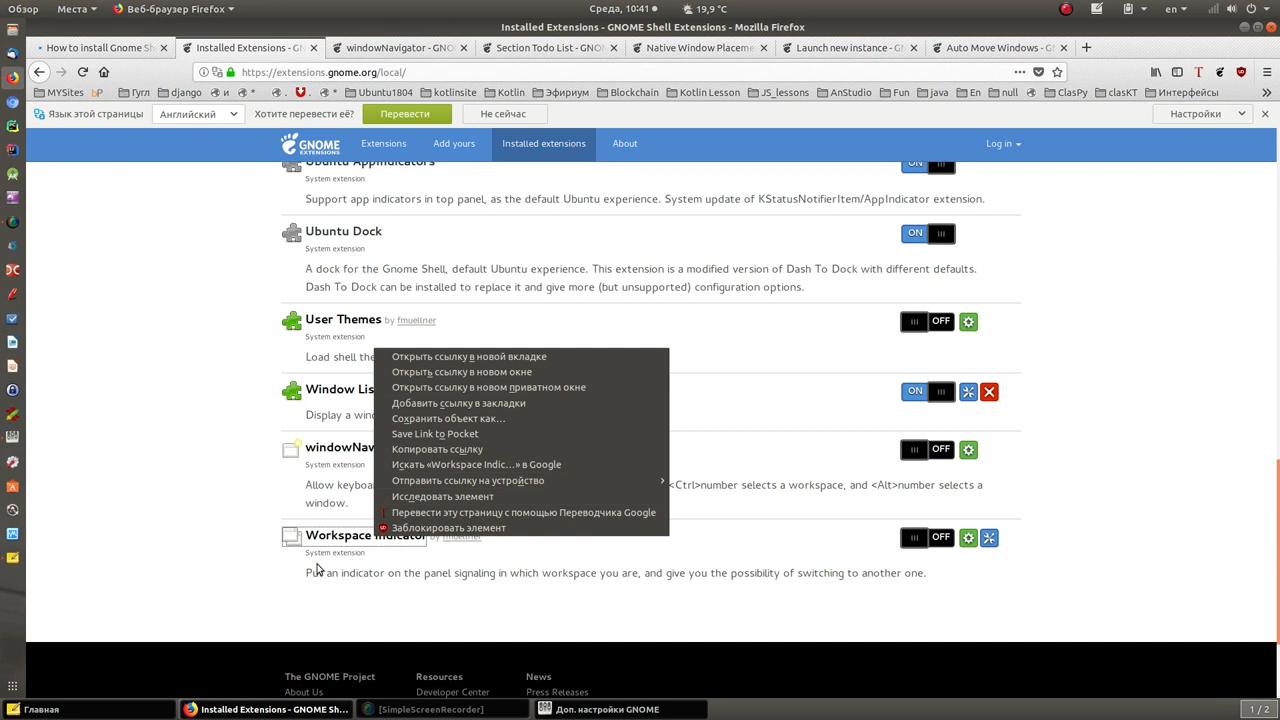 Обзор Места Веб-браузер Firefox Среда, 10:41 19,9 °C en
Installed Extensions - GNOME Shell Extensions - Mozilla Firefox
How to install Gnome Sh Installed Extensions - GN windowNavigator - GNOME Section Todo List - GNOM Native Window Placeme Launch new instance - GN Auto Move Windows - GN
https://extensions.gnome.org/local/
MYSites bP Гугл django и * . * . Ubuntu1804 kotlinsite Kotlin Эфириум Blockchain Kotlin Lesson JS_lessons AnStudio Fun java En null ClasPy clasKT Интерфейсы
Язык этой страницы Английский Хотите перевести её? Перевести Не сейчас Настройки
GNOME EXTENSIONS Extensions Add yours Installed extensions About Log in
Ubuntu AppIndicators ON
System extension
Support app indicators in top panel, as the default Ubuntu experience. System update of KStatusNotifierItem/AppIndicator extension.
Ubuntu Dock ON
System extension
A dock for the Gnome Shell, default Ubuntu experience. This extension is a modified version of Dash To Dock with different defaults.
Dash To Dock can be installed to replace it and give more (but unsupported) configuration options.
User Themes by fmuellner OFF
System extension
Load shell the
Window Lis ON
Display a wind
windowNav OFF
System extension
Allow keyboar <Ctrl>number selects a workspace, and <Alt>number selects a
window.
Открыть ссылку в новой вкладке
Открыть ссылку в новом окне
Открыть ссылку в новом приватном окне
Добавить ссылку в закладки
Сохранить объект как…
Save Link to Pocket
Копировать ссылку
Искать «Workspace Indic…» в Google
Отправить ссылку на устройство
Исследовать элемент
Перевести эту страницу с помощью Переводчика Google
Заблокировать элемент
Workspace Indicator by fmuellner OFF
System extension
Put an indicator on the panel signaling in which workspace you are, and give you the possibility of switching to another one.
The GNOME Project Resources News
About Us Developer Center Press Releases
Главная Installed Extensions - GNOME Sh... [SimpleScreenRecorder] Доп. настройки GNOME 1 / 2